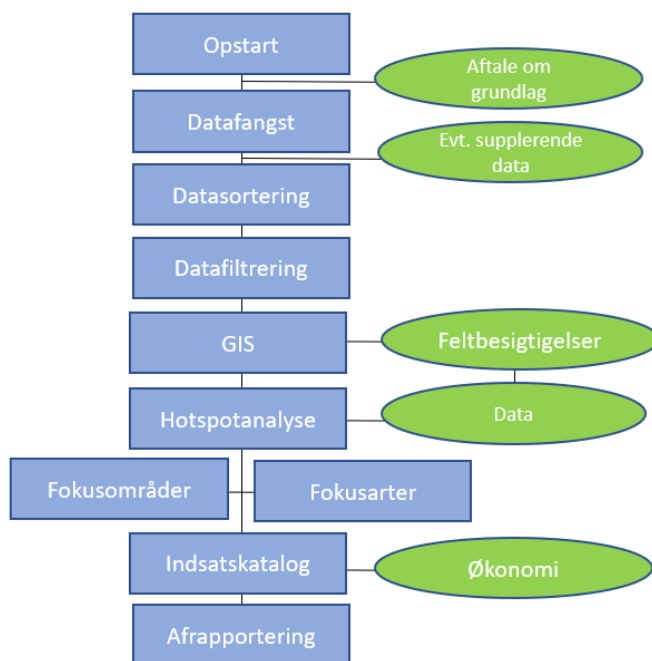 Opstart
Aftale om
grundlag
Datafangst
Evt. supplerende
data
Datasortering
Datafiltrering
GIS
Feltbesigtigelser
Hotspotanalyse
Data
Fokusområder
Fokusarter
Indsatskatalog
Økonomi
Afrapportering